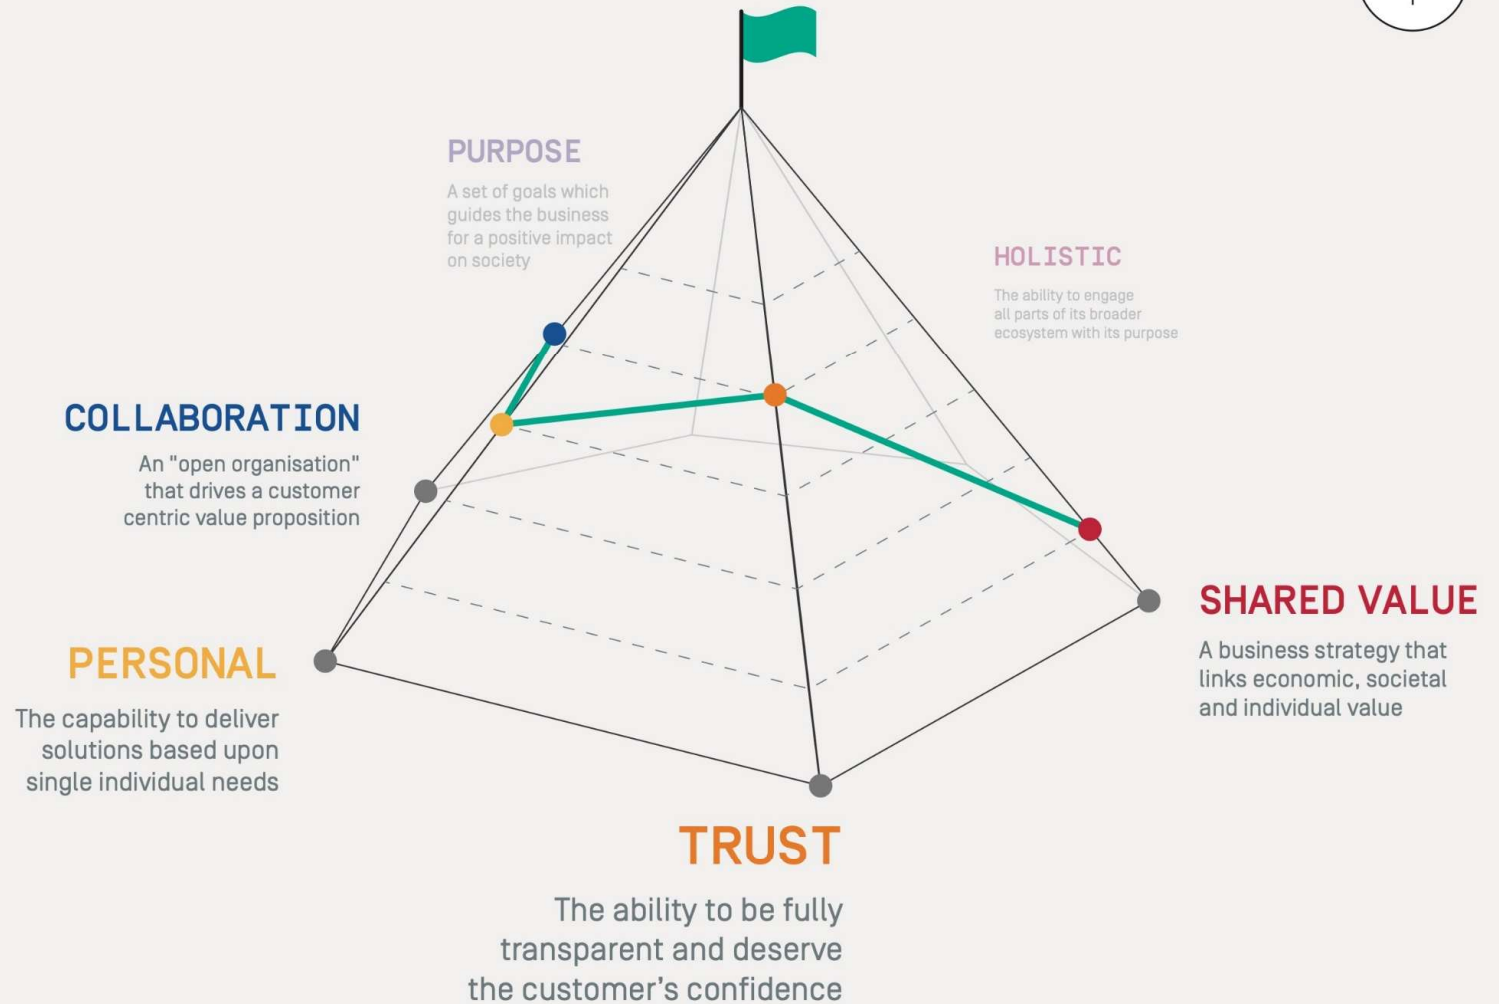 PURPOSE
A set of goals which
guides the business
for a positive impact
on society
HOLISTIC
The ability to engage
all parts of its broader
ecosystem with its purpose
COLLABORATION
An "open organisation"
that drives a customer
centric value proposition
SHARED VALUE
A business strategy that
links economic, societal
and individual value
PERSONAL
The capability to deliver
solutions based upon
single individual needs
TRUST
The ability to be fully
transparent and deserve
the customer's confidence